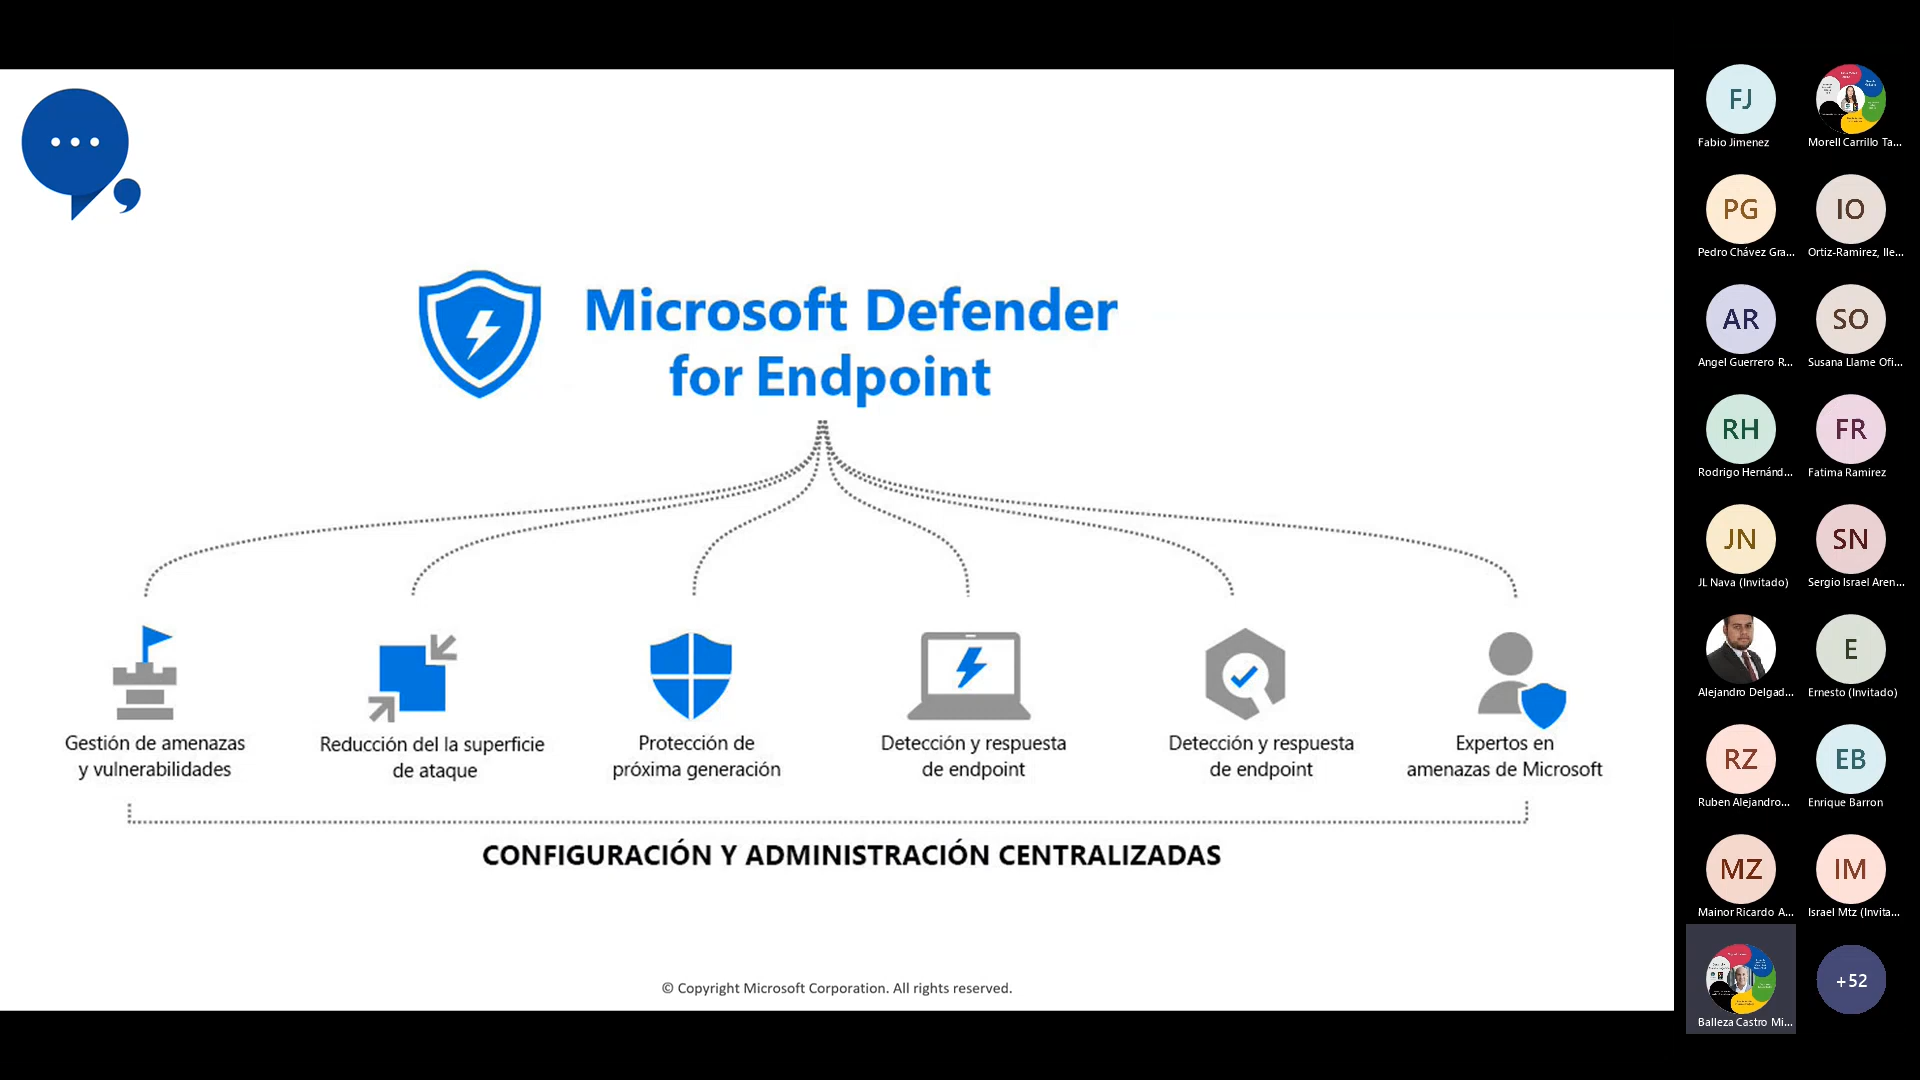 Microsoft Defender
for Endpoint
Gestión de amenazas
y vulnerabilidades
Reducción del la superficie
de ataque
Protección de
próxima generación
Detección y respuesta
de endpoint
Detección y respuesta
de endpoint
Expertos en
amenazas de Microsoft
CONFIGURACIÓN Y ADMINISTRACIÓN CENTRALIZADAS
© Copyright Microsoft Corporation. All rights reserved.
FJ
Fabio Jimenez
Morell Carrillo Ta...
PG
Pedro Chávez Gra...
IO
Ortiz-Ramirez, Ile...
AR
Angel Guerrero R...
SO
Susana Llame Ofi...
RH
Rodrigo Hernánd...
FR
Fatima Ramirez
JN
JL Nava (Invitado)
SN
Sergio Israel Aren...
Alejandro Delgad...
E
Ernesto (Invitado)
RZ
Ruben Alejandro...
EB
Enrique Barron
MZ
Mainor Ricardo A...
IM
Israel Mtz (Invita...
Balleza Castro Mi...
+52